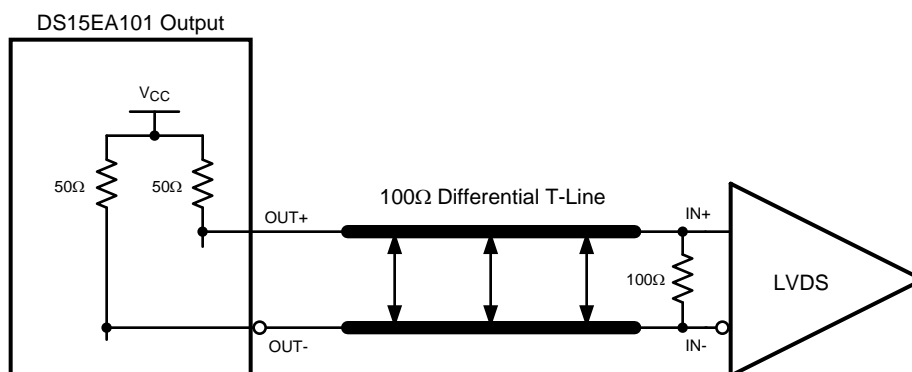 DS15EA101 Output
VCC
50Ω
50Ω
100Ω Differential T-Line
OUT+
IN+
100Ω
LVDS
OUT-
IN-